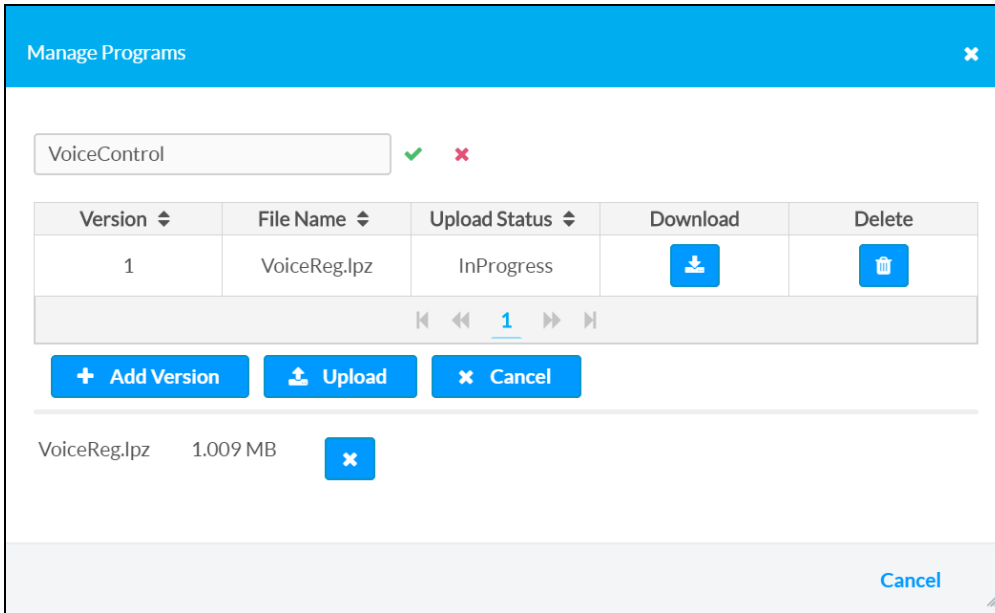 Manage Programs
VoiceControl
Version File Name Upload Status Download Delete
1 VoiceReg.lpz InProgress
1
Add Version Upload Cancel
VoiceReg.lpz 1.009 MB
Cancel